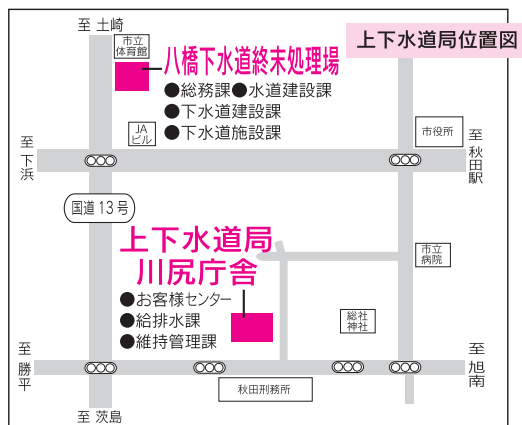 上下水道局位置図
至 土崎
市立
体育館
八橋下水道終末処理場
●総務課●水道建設課
●下水道建設課
●下水道施設課
JA
ビル
市役所
至 下浜
至 秋田駅
国道13号
上下水道局
川尻庁舎
●お客様センター
●給排水課
●維持管理課
市立
病院
総社
神社
至 勝平
至 旭南
秋田刑務所
至 茨島